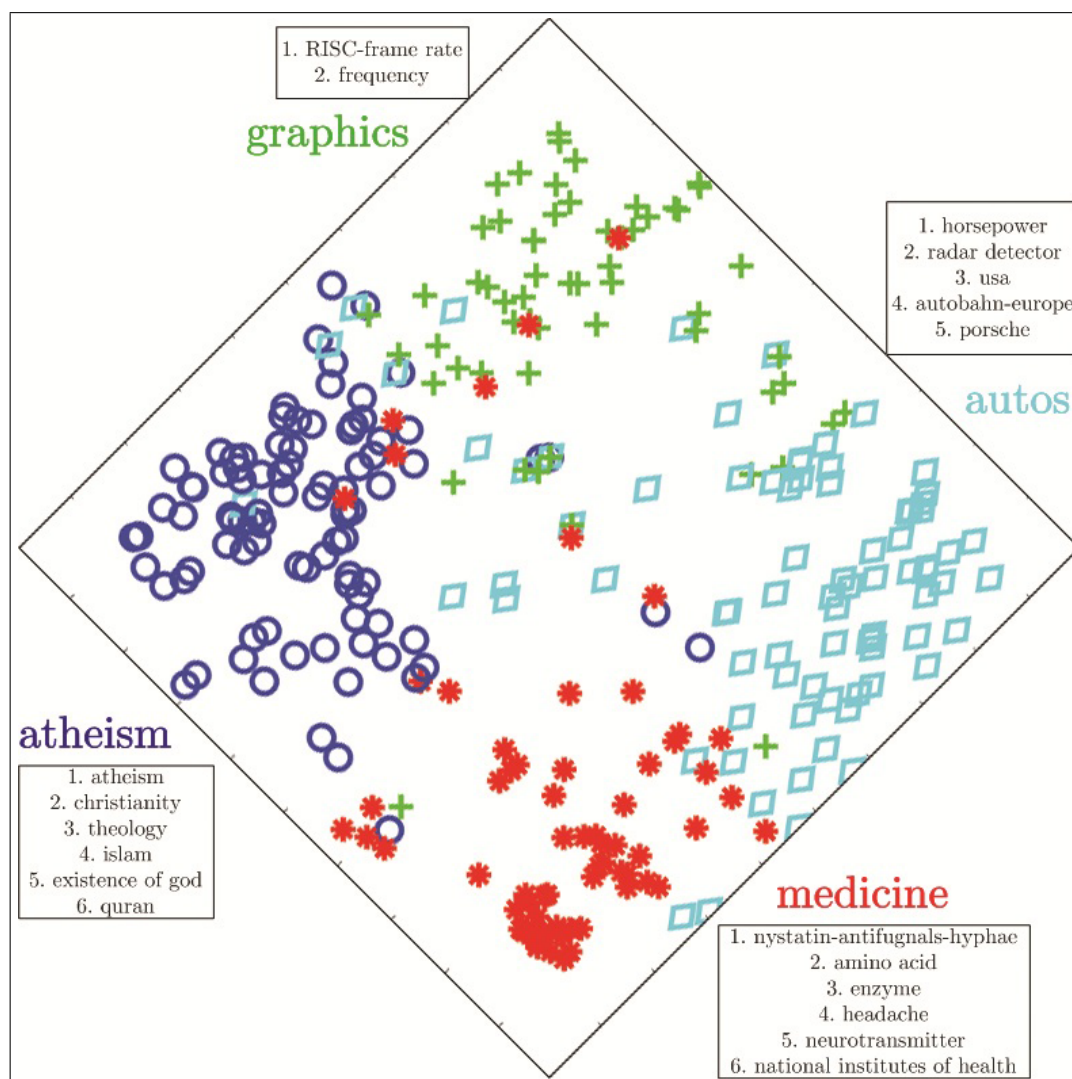 1. RISC-frame rate
2. frequency
graphics
1. horsepower
2. radar detector
3. usa
4. autobahn-europe
5. porsche
autos
atheism
1. atheism
2. christianity
3. theology
4. islam
5. existence of god
6. quran
medicine
1. nystatin-antifugnals-hyphae
2. amino acid
3. enzyme
4. headache
5. neurotransmitter
6. national institutes of health